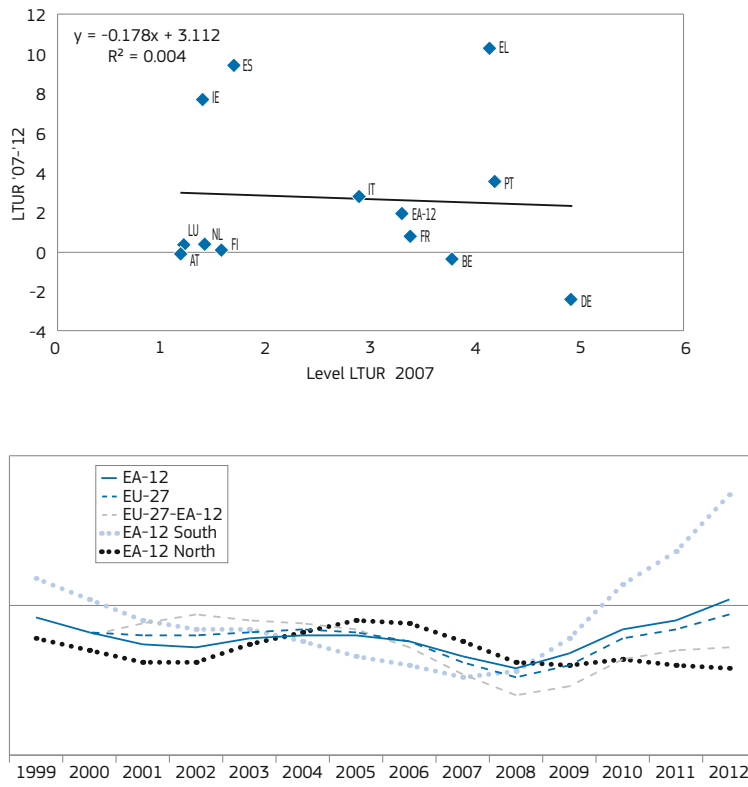 12
10
8
6
4
2
0
-2
-4
LTUR '07-'12
y = -0.178x + 3.112
R² = 0.004
ES
IE
EL
PT
IT
EA-12
LU
NL
FI
AT
FR
BE
DE
0 1 2 3 4 5 6
Level LTUR 2007
EA-12
EU-27
EU-27-EA-12
EA-12 South
EA-12 North
1999 2000 2001 2002 2003 2004 2005 2006 2007 2008 2009 2010 2011 2012